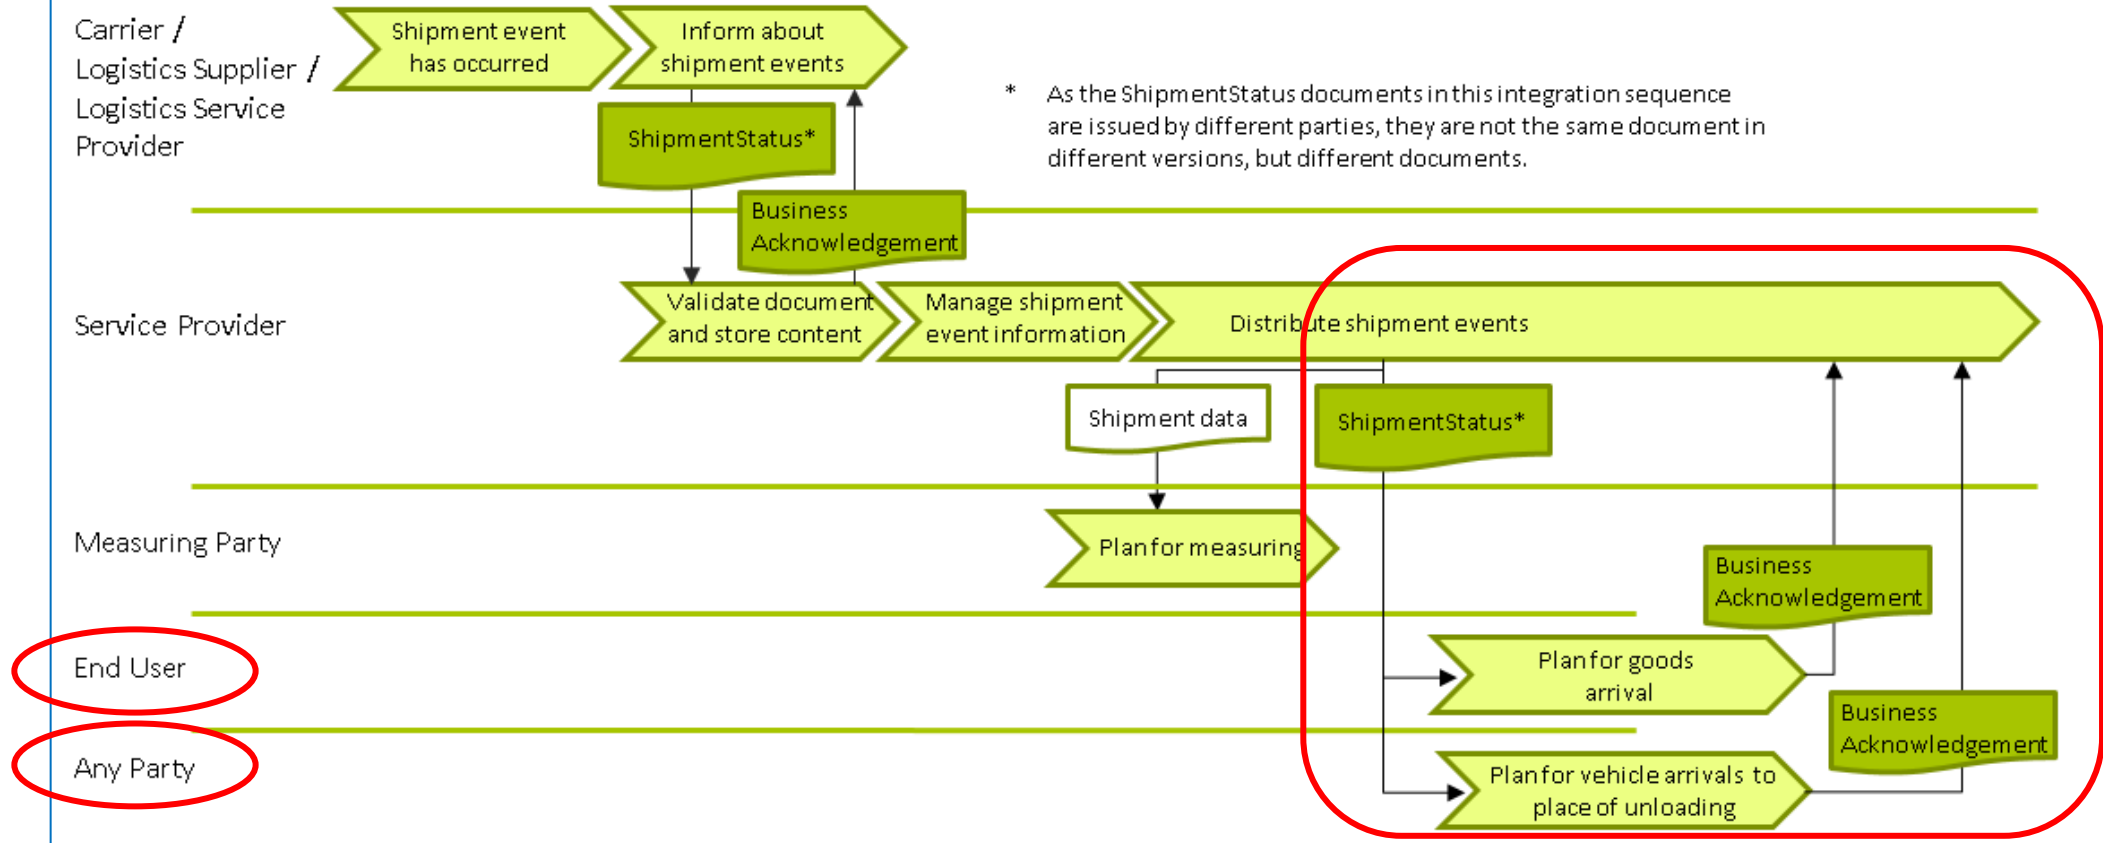 Carrier /
Logistics Supplier /
Logistics Service
Provider
Shipment event
has occurred
Inform about
shipment events
ShipmentStatus*
* As the ShipmentStatus documents in this integration sequence
are issued by different parties, they are not the same document in
different versions, but different documents.
Business
Acknowledgement
Service Provider
Validate document
and store content
Manage shipment
event information
Distribute shipment events
Shipment data
ShipmentStatus*
Measuring Party
Plan for measuring
Business
Acknowledgement
End User
Plan for goods
arrival
Business
Acknowledgement
Any Party
Plan for vehicle arrivals to
place of unloading